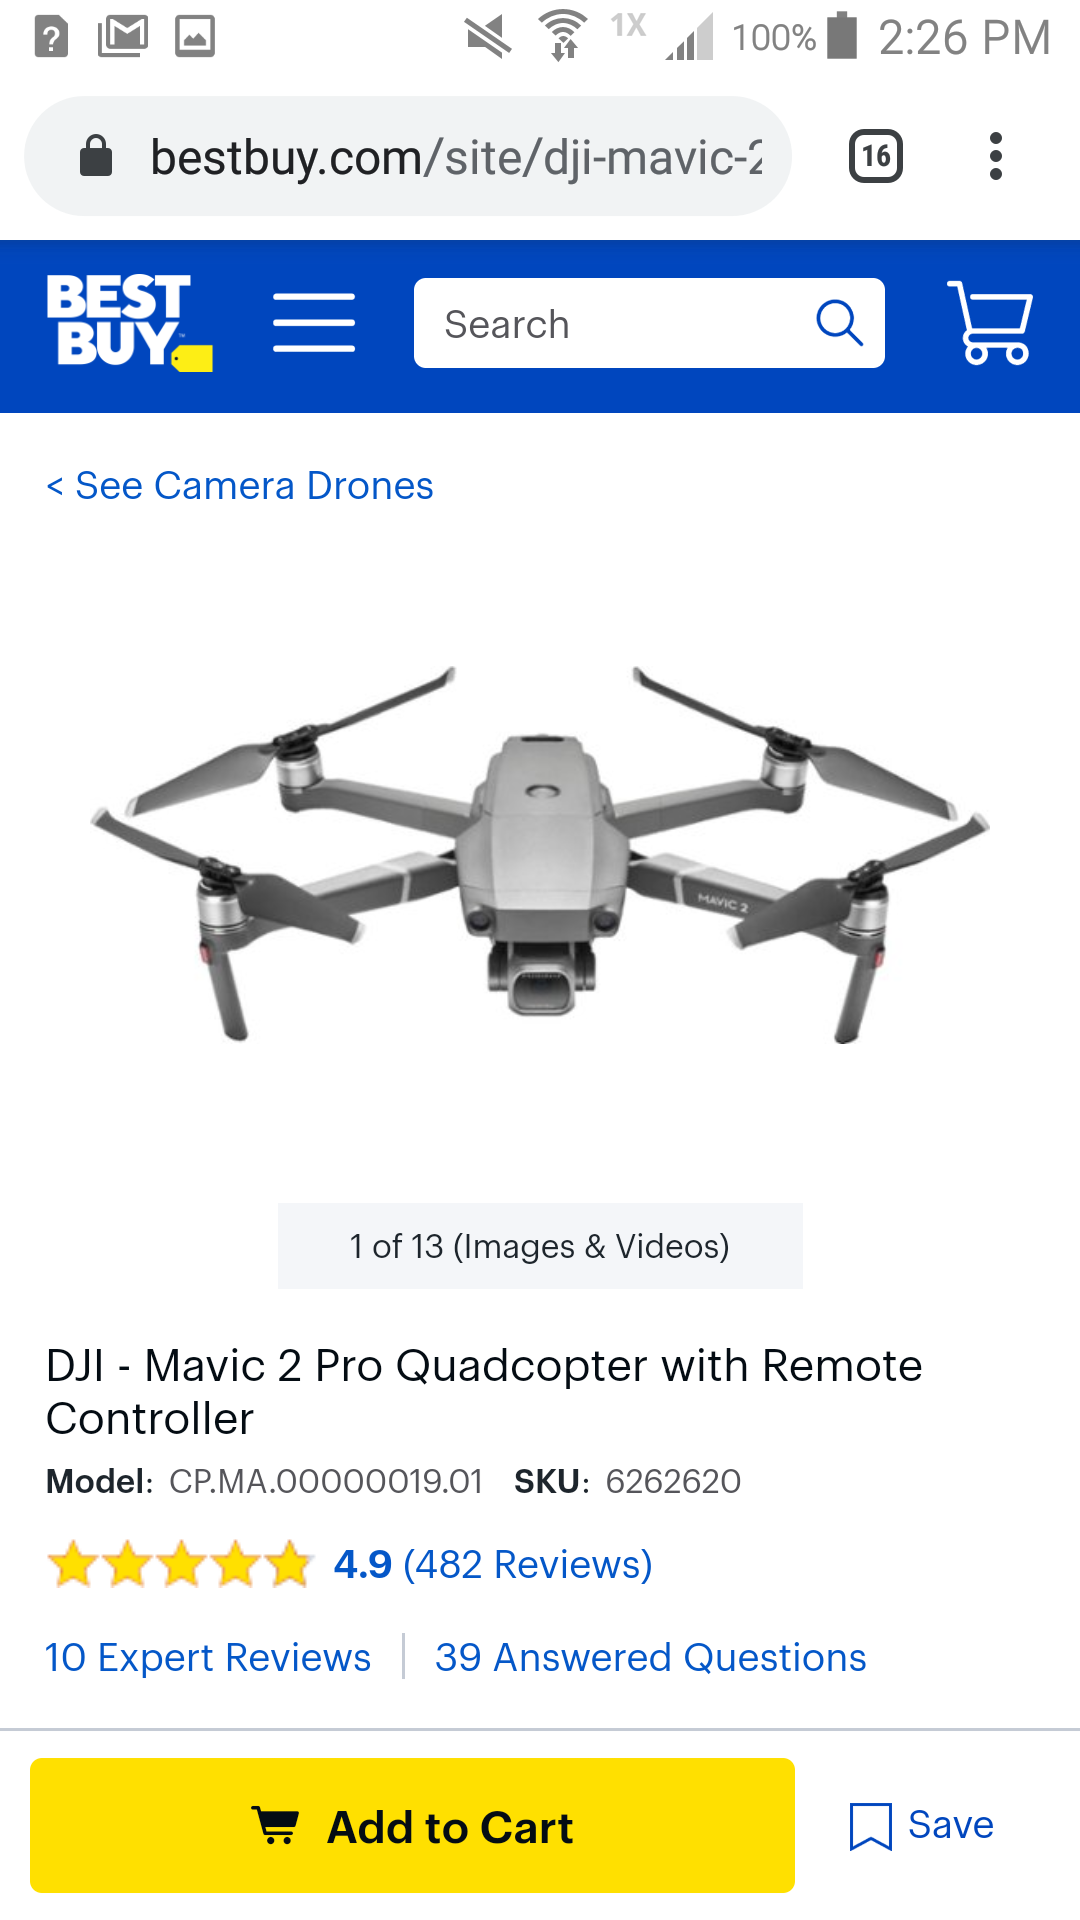 1X 100% 2:26 PM
bestbuy.com/site/dji-mavic-2
16
BEST
BUY
Search
< See Camera Drones
MAVIC 2
1 of 13 (Images & Videos)
DJI - Mavic 2 Pro Quadcopter with Remote
Controller
Model: CP.MA.00000019.01 SKU: 6262620
4.9 (482 Reviews)
10 Expert Reviews 39 Answered Questions
Add to Cart
Save